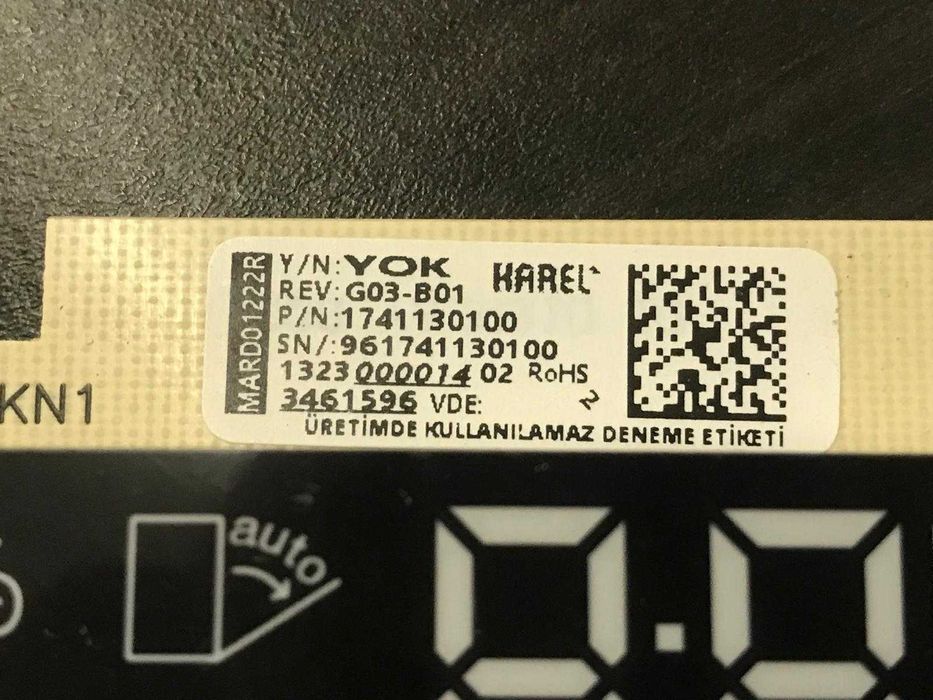 MARD01222R
Y/N:YOK
KAREL
REV:G03-B01
P/N:1741130100
SN/:961741130100
1323 000014 02 RoHS
3461596 VDE: 2
ÜRETİMDE KULLANILAMAZ DENEME ETİKETİ
KN1
auto